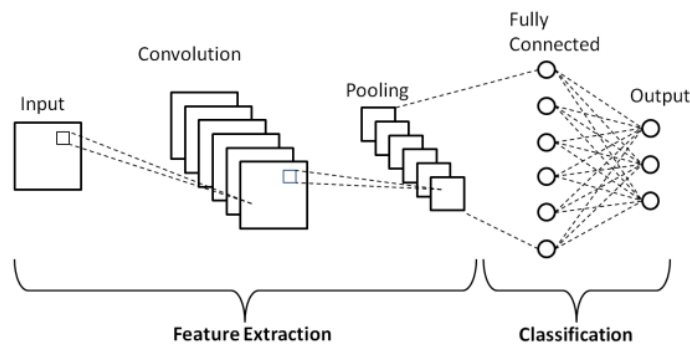 Input
Convolution
Pooling
Fully
Connected
Output
Feature Extraction
Classification